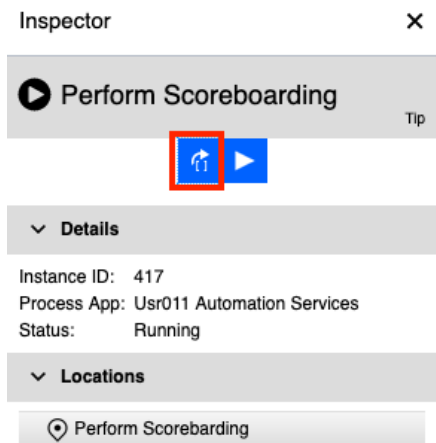 Inspector
Perform Scoreboarding
Tip
Details
Instance ID: 417
Process App: Usr011 Automation Services
Status: Running
Locations
Perform Scorebarding